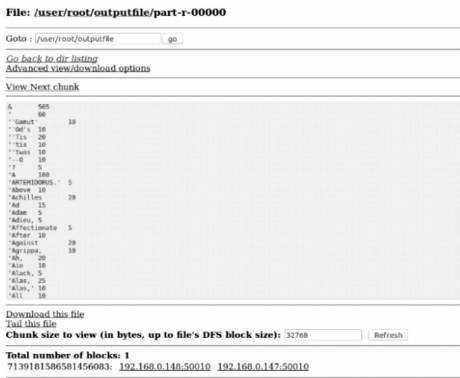 File: /user/root/outputfile/part-r-00000
Goto : /user/root/outputfile go
Go back to dir listing
Advanced view/download options
View Next chunk
& 505
' 60
''Gamut' 10
''Od's 10
''Tis 20
''tis 10
''twas 10
'--O 10
'? 5
'A 100
'ARTEMIDORUS.' 5
'Above 10
'Achilles 20
'Ad 15
'Adam 5
'Adieu, 5
'Affectionate 5
'After 10
'Against 20
'Agrippa, 10
'Ah, 20
'Aio 10
'Alack, 5
'Alas, 25
'Alas,' 10
'All 10
Download this file
Tail this file
Chunk size to view (in bytes, up to file's DFS block size): 32768 Refresh
Total number of blocks: 1
7139181586581456083: 192.168.0.148:50010 192.168.0.147:50010